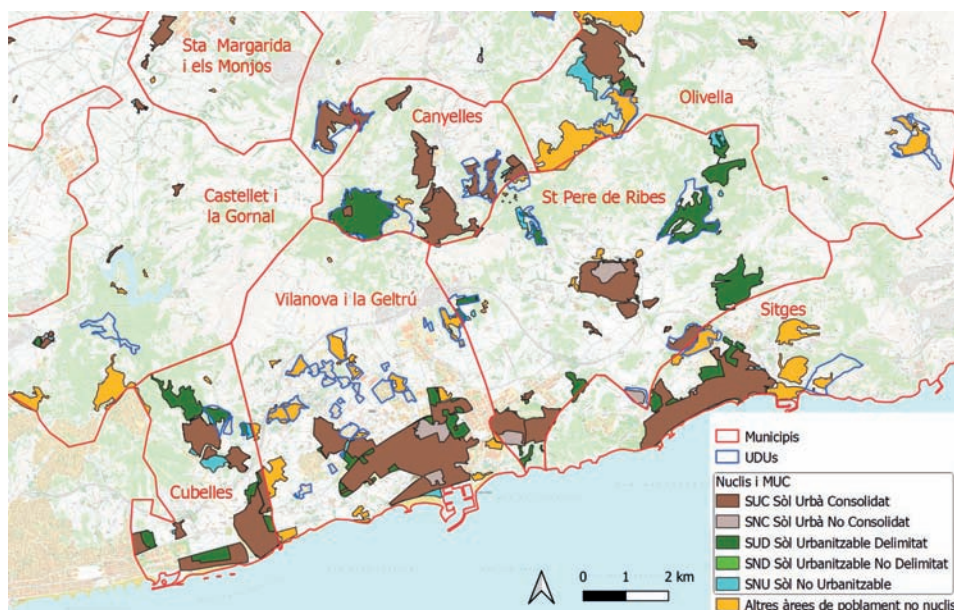 Sta Margarida
i els Monjos
Canyelles
Olivella
Castellet i
la Gornal
St Pere de Ribes
Vilanova i la Geltrú
Sitges
Cubelles
0 1 2 km
Municipis
UDUs
Nuclis i MUC
SUC Sòl Urbà Consolidat
SNC Sòl Urbà No Consolidat
SUD Sòl Urbanitzable Delimitat
SND Sòl Urbanitzable No Delimitat
SNU Sòl No Urbanitzable
Altres àrees de poblament no nuclis